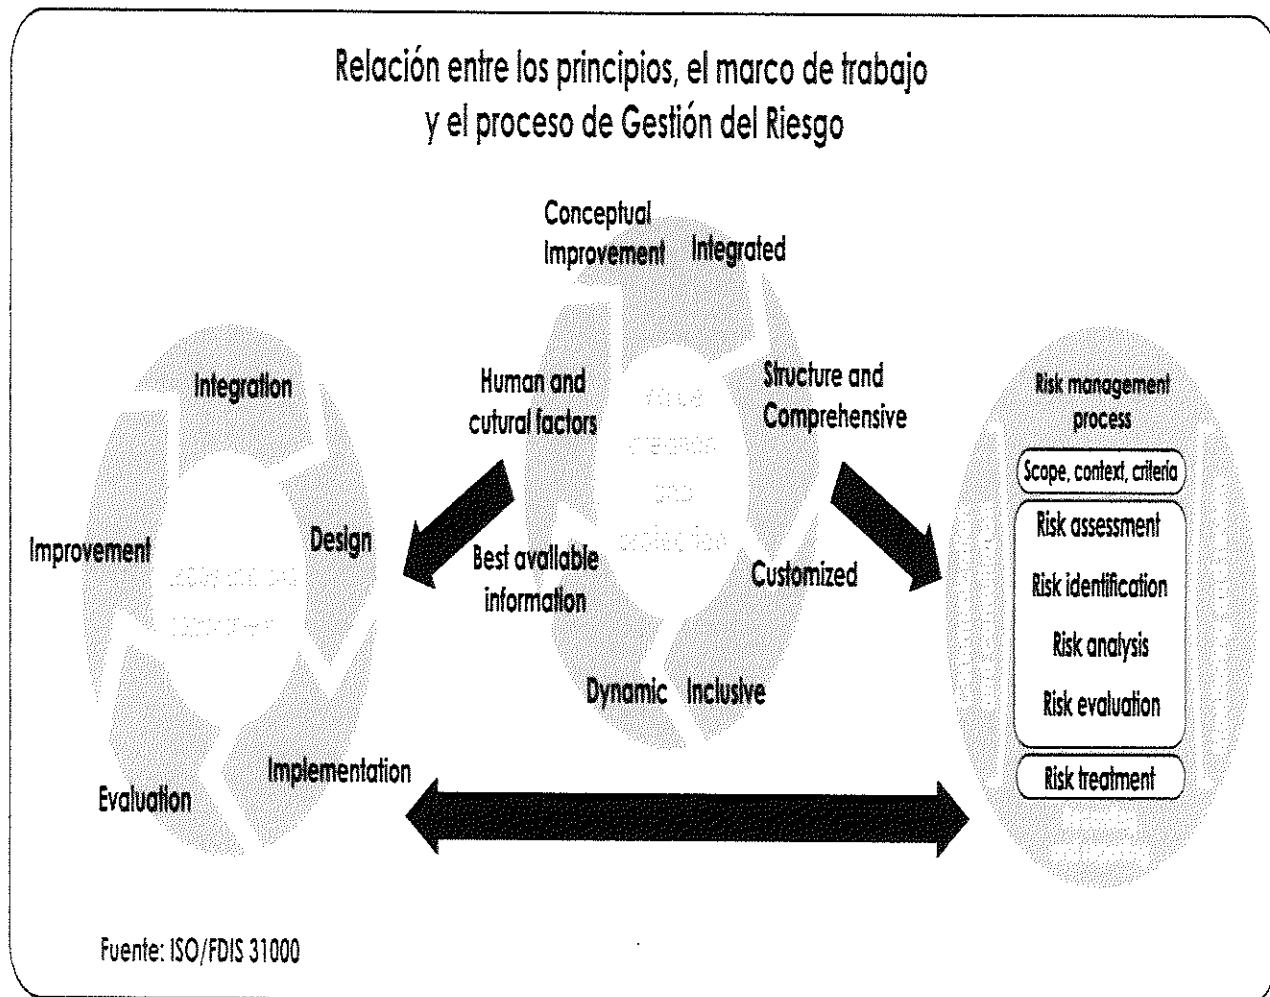 Relación entre los principios, el marco de trabajo
y el proceso de Gestión del Riesgo
Conceptual
Improvement
Integrated
Human and
cutural factors
Structure and
Comprehensive
Best available
information
Customized
Dynamic
Inclusive
Integration
Improvement
Design
Evaluation
Implementation
Risk management
process
Scope, context, criteria
Risk assessment
Risk identification
Risk analysis
Risk evaluation
Risk treatment
Fuente: ISO/FDIS 31000